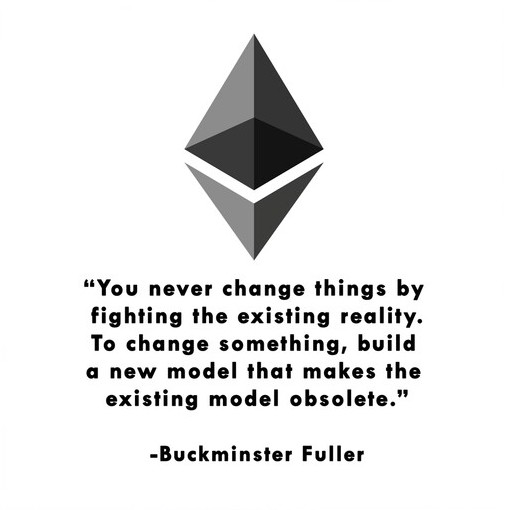 “You never change things by
fighting the existing reality.
To change something, build
a new model that makes the
existing model obsolete.”
-Buckminster Fuller